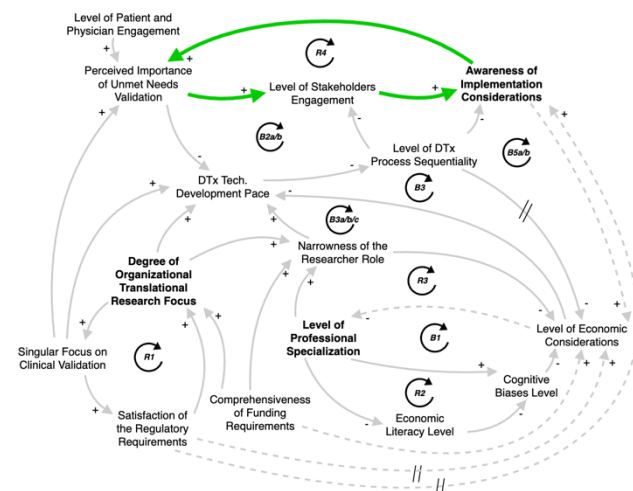 Level of Patient and
Physician Engagement
+
R4
+
Perceived Importance
of Unmet Needs
Validation
Level of Stakeholders
Engagement
Awareness of
Implementation
Considerations
+
+
+
+
-
-
-
B2a/b
B5a/b
Level of DTx
Process Sequentiality
-
DTx Tech.
Development Pace
B3
+
-
-
+
+
B3a/b/c
Narrowness of the
Researcher Role
+
+
+
Degree of
Organizational
Translational
Research Focus
R3
+
+
+
-
-
-
Level of
Professional
Specialization
B1
Level of Economic
Considerations
Singular Focus on
Clinical Validation
R1
+
-
+
+
+
Cognitive
Biases Level
+
R2
Satisfaction of
the Regulatory
Requirements
Comprehensiveness
of Funding
Requirements
-
Economic
Literacy Level
-